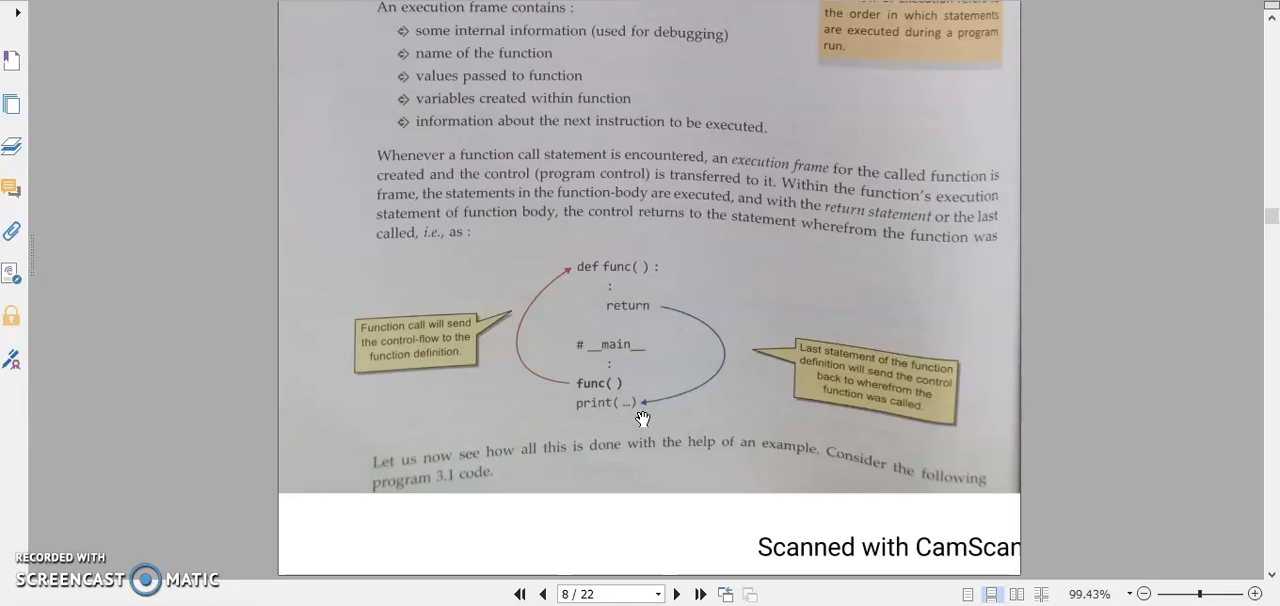 An execution frame contains :
some internal information (used for debugging)
name of the function
values passed to function
variables created within function
information about the next instruction to be executed.
the order in which statements
are executed during a program
run.
Whenever a function call statement is encountered, an execution frame for the called function is
created and the control (program control) is transferred to it. Within the function's execution
frame, the statements in the function-body are executed, and with the return statement or the last
statement of function body, the control returns to the statement wherefrom the function was
called, i.e., as :
def func( ) :
:
return
# __main__
:
func( )
print( … )
Function call will send
the control-flow to the
function definition.
Last statement of the function
definition will send the control
back to wherefrom the
function was called.
Let us now see how all this is done with the help of an example. Consider the following
program 3.1 code.
Scanned with CamScan
RECORDED WITH
SCREENCAST MATIC
8 / 22
99.43%